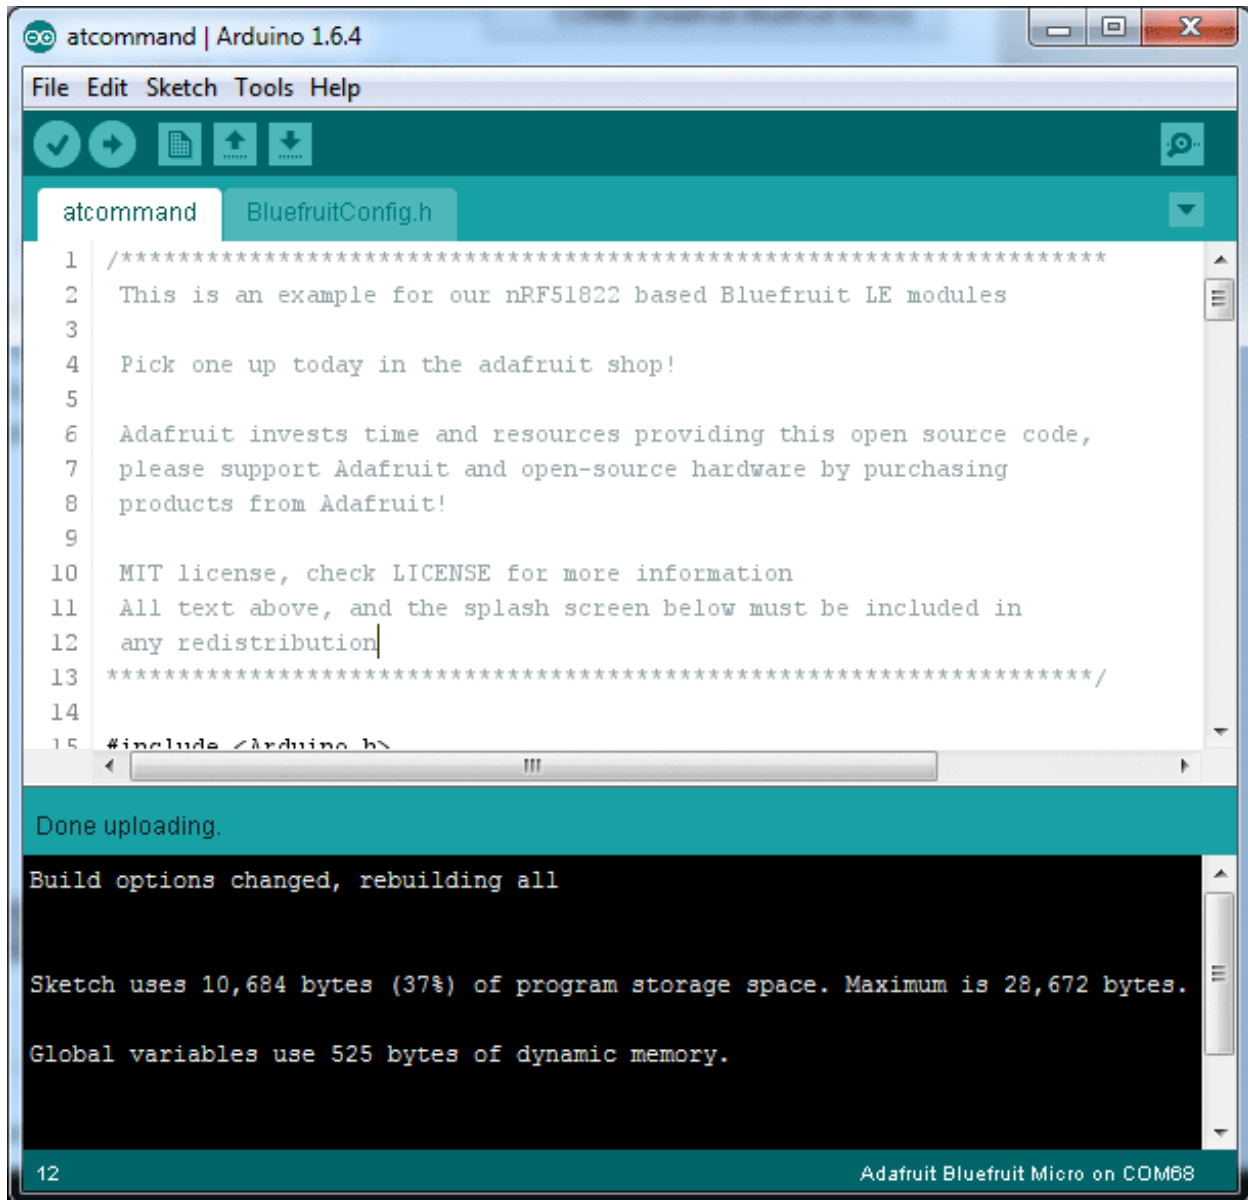 atcommand | Arduino 1.6.4
File Edit Sketch Tools Help
atcommand BluefruitConfig.h
1 /*********************************************************************
2 This is an example for our nRF51822 based Bluefruit LE modules
3
4 Pick one up today in the adafruit shop!
5
6 Adafruit invests time and resources providing this open source code,
7 please support Adafruit and open-source hardware by purchasing
8 products from Adafruit!
9
10 MIT license, check LICENSE for more information
11 All text above, and the splash screen below must be included in
12 any redistribution
13 *********************************************************************/
14
15 #include <Arduino.h>
Done uploading.
Build options changed, rebuilding all
Sketch uses 10,684 bytes (37%) of program storage space. Maximum is 28,672 bytes.
Global variables use 525 bytes of dynamic memory.
12 Adafruit Bluefruit Micro on COM68